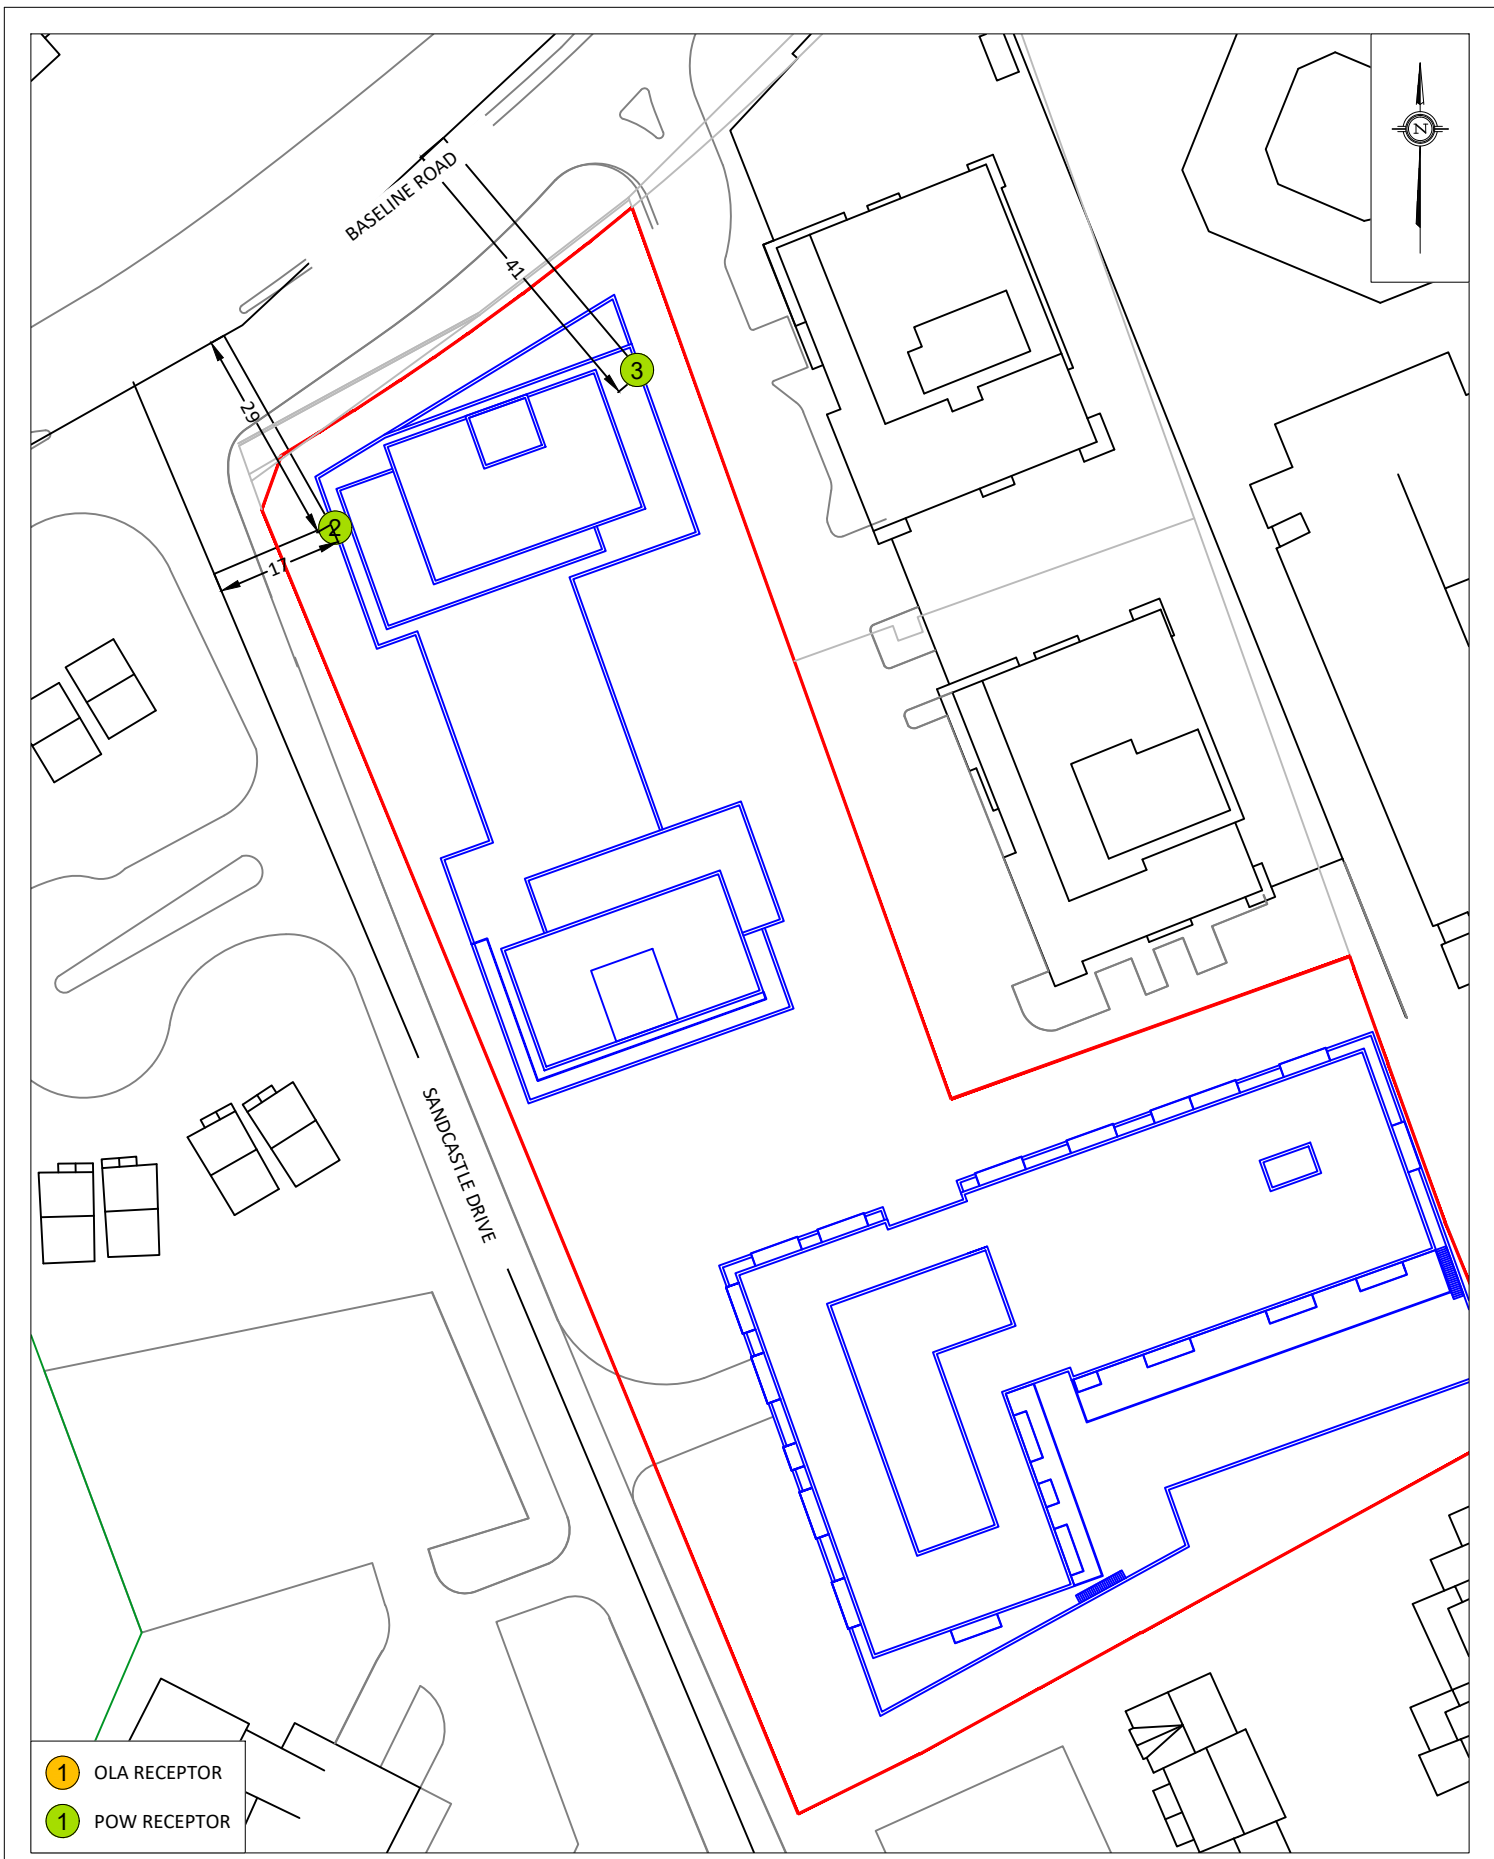 N
BASELINE ROAD
41
3
29
2
17
SANDCASTLE DRIVE
1 OLA RECEPTOR
1 POW RECEPTOR